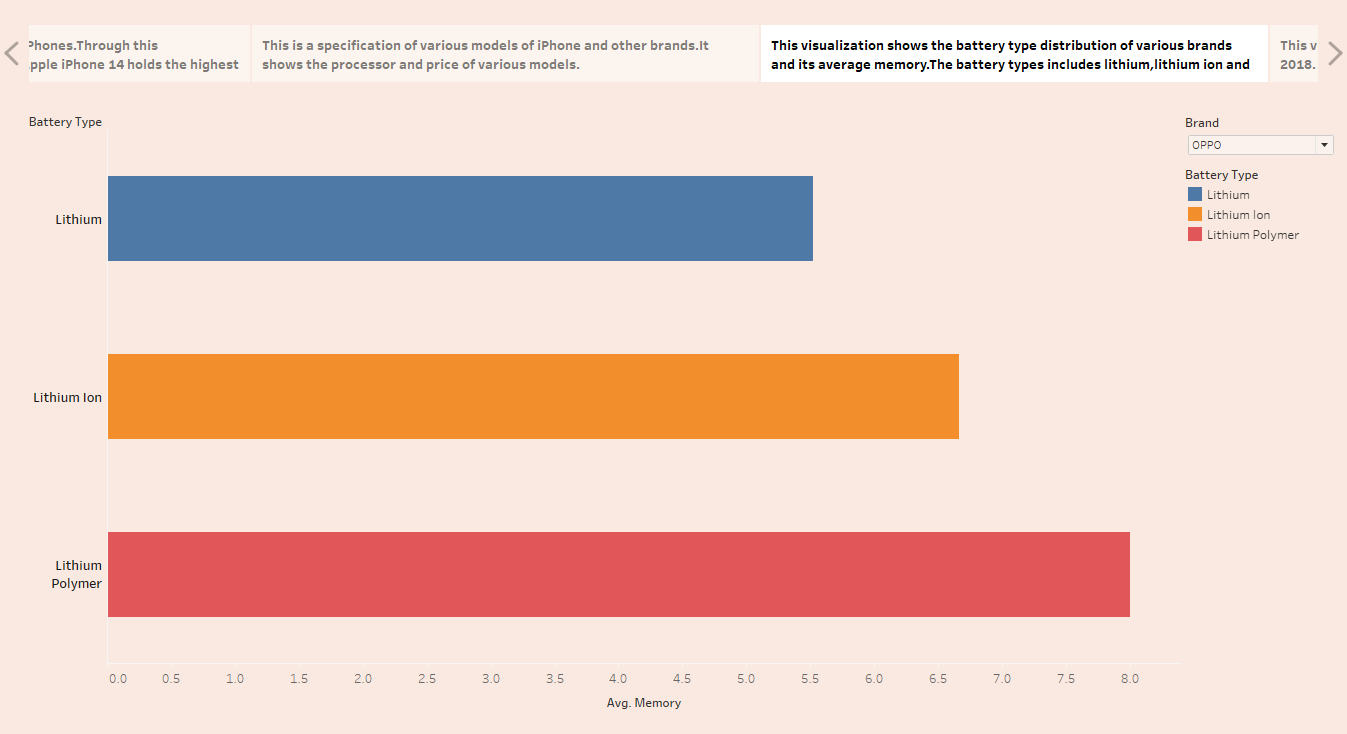 Phones.Through this
pple iPhone 14 holds the highest
This is a specification of various models of iPhone and other brands.It
shows the processor and price of various models.
This visualization shows the battery type distribution of various brands
and its average memory.The battery types includes lithium,lithium ion and
This v
2018.
Battery Type
Lithium
Lithium Ion
Lithium
Polymer
0.0 0.5 1.0 1.5 2.0 2.5 3.0 3.5 4.0 4.5 5.0 5.5 6.0 6.5 7.0 7.5 8.0
Avg. Memory
Brand
OPPO
Battery Type
Lithium
Lithium Ion
Lithium Polymer